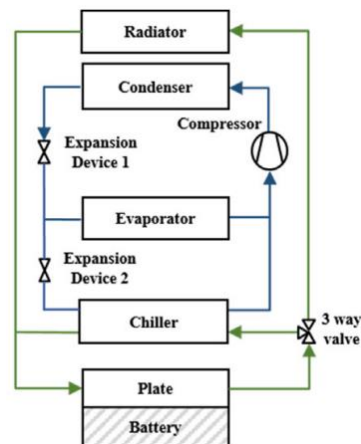 Radiator
Condenser
Compressor
Expansion
Device 1
Evaporator
Expansion
Device 2
Chiller
3 way
valve
Plate
Battery